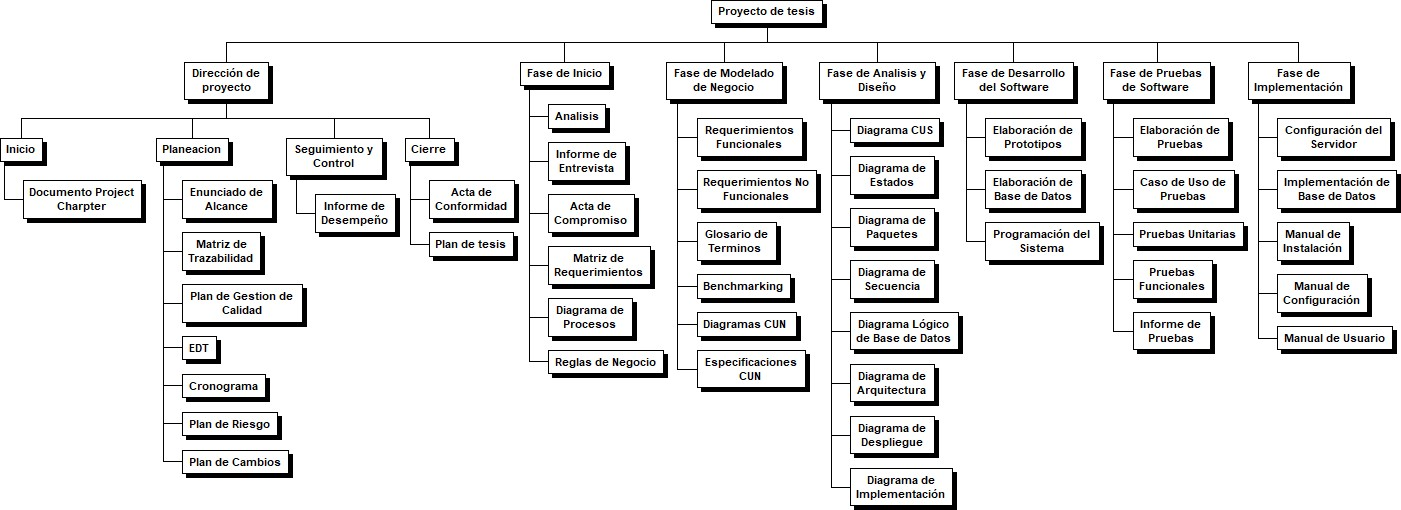 Proyecto de tesis
Dirección de
proyecto
Inicio
Documento Project
Charpter
Planeacion
Enunciado de
Alcance
Matriz de
Trazabilidad
Plan de Gestion de
Calidad
EDT
Cronograma
Plan de Riesgo
Plan de Cambios
Seguimiento y
Control
Informe de
Desempeño
Cierre
Acta de
Conformidad
Plan de tesis
Fase de Inicio
Analisis
Informe de
Entrevista
Acta de
Compromiso
Matriz de
Requerimientos
Diagrama de
Procesos
Reglas de Negocio
Fase de Modelado
de Negocio
Requerimientos
Funcionales
Requerimientos No
Funcionales
Glosario de
Terminos
Benchmarking
Diagramas CUN
Especificaciones
CUN
Fase de Analisis y
Diseño
Diagrama CUS
Diagrama de
Estados
Diagrama de
Paquetes
Diagrama de
Secuencia
Diagrama Lógico
de Base de Datos
Diagrama de
Arquitectura
Diagrama de
Despliegue
Diagrama de
Implementación
Fase de Desarrollo
del Software
Elaboración de
Prototipos
Elaboración de
Base de Datos
Programación del
Sistema
Fase de Pruebas
de Software
Elaboración de
Pruebas
Caso de Uso de
Pruebas
Pruebas Unitarias
Pruebas
Funcionales
Informe de
Pruebas
Fase de
Implementación
Configuración del
Servidor
Implementación de
Base de Datos
Manual de
Instalación
Manual de
Configuración
Manual de Usuario